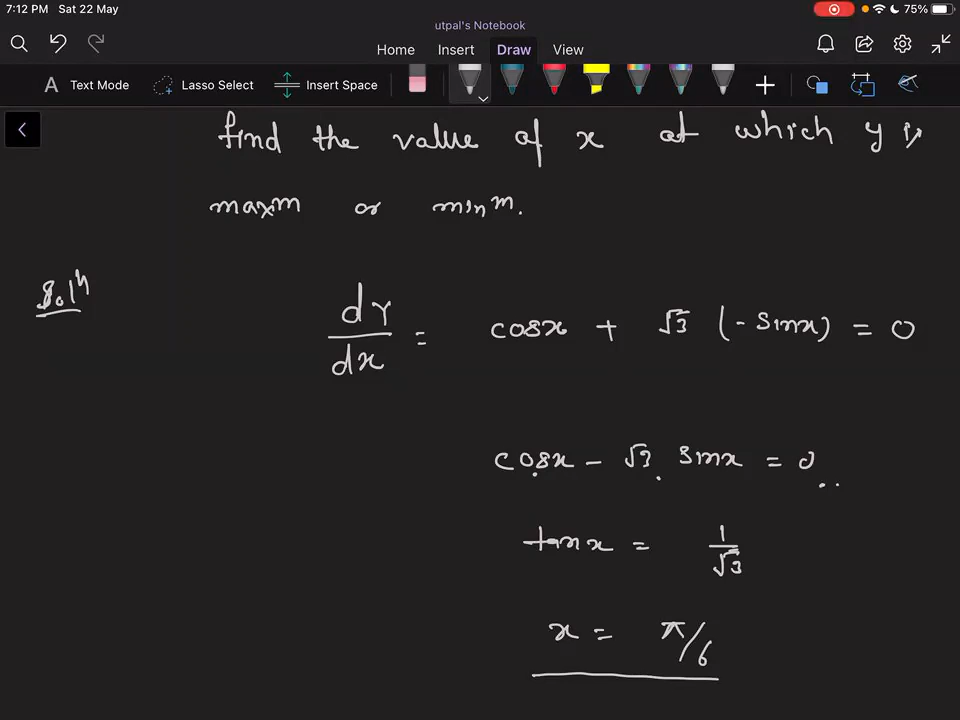 7:12 PM Sat 22 May 75%
utpal's Notebook
Home Insert Draw View
A Text Mode Lasso Select Insert Space
find the value of x at which y is
maxm or minm.
Soln
dy/dx = cosx + √3 (-sinx) = 0
cosx - √3. sinx = 0
tanx = 1/√3
x = π/6